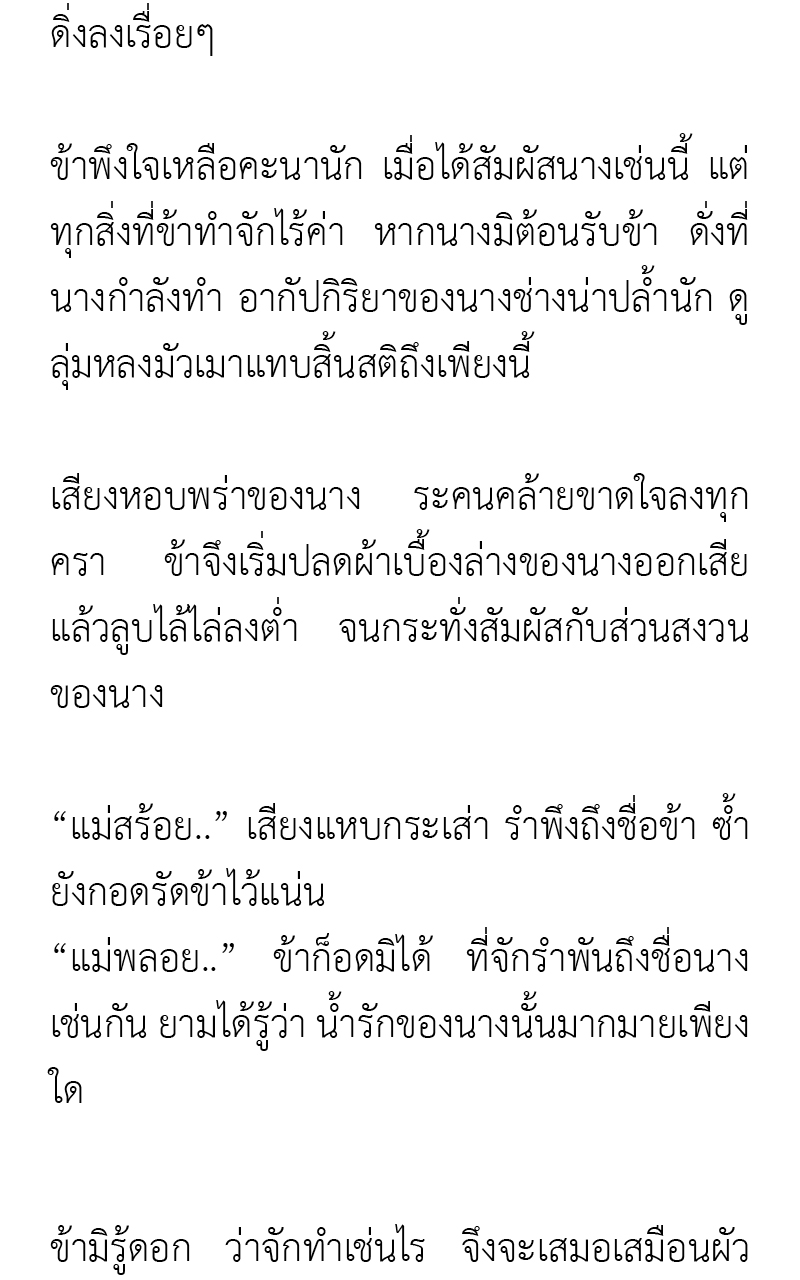 ดิ่งลงเรื่อยๆ
ข้าพึงใจเหลือคะนานัก เมื่อได้สัมผัสนางเช่นนี้ แต่
ทุกสิ่งที่ข้าทำจักไร้ค่า หากนางมิต้อนรับข้า ดั่งที่
นางกำลังทำ อากัปกิริยาของนางช่างน่าปล้ำนัก ดู
ลุ่มหลงมัวเมาแทบสิ้นสติถึงเพียงนี้
เสียงหอบพร่าของนาง ระคนคล้ายขาดใจลงทุก
ครา ข้าจึงเริ่มปลดผ้าเบื้องล่างของนางออกเสีย
แล้วลูบไล้ไล่ลงต่ำ จนกระทั่งสัมผัสกับส่วนสงวน
ของนาง
“แม่สร้อย..” เสียงแหบกระเส่า รำพึงถึงชื่อข้า ซ้ำ
ยังกอดรัดข้าไว้แน่น
“แม่พลอย..” ข้าก็อดมิได้ ที่จักรำพันถึงชื่อนาง
เช่นกัน ยามได้รู้ว่า น้ำรักของนางนั้นมากมายเพียง
ใด
ข้ามิรู้ดอก ว่าจักทำเช่นไร จึงจะเสมอเสมือนผัว